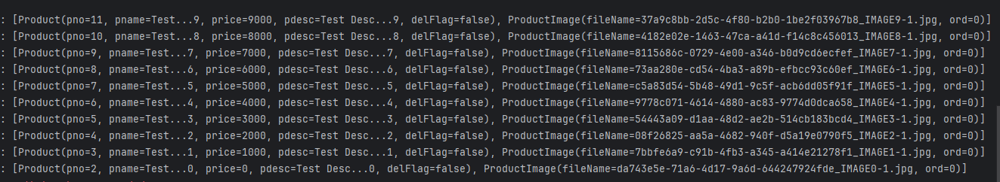 : [Product(pno=11, pname=Test...9, price=9000, pdesc=Test Desc...9, delFlag=false), ProductImage(fileName=37a9c8bb-2d5c-4f80-b2b0-1be2f03967b8_IMAGE9-1.jpg, ord=0)]
: [Product(pno=10, pname=Test...8, price=8000, pdesc=Test Desc...8, delFlag=false), ProductImage(fileName=4182e02e-1463-47ca-a41d-f14c8c456013_IMAGE8-1.jpg, ord=0)]
: [Product(pno=9, pname=Test...7, price=7000, pdesc=Test Desc...7, delFlag=false), ProductImage(fileName=8115686c-0729-4e00-a346-b0d9cd6ecfef_IMAGE7-1.jpg, ord=0)]
: [Product(pno=8, pname=Test...6, price=6000, pdesc=Test Desc...6, delFlag=false), ProductImage(fileName=73aa280e-cd54-4ba3-a89b-efbcc93c60ef_IMAGE6-1.jpg, ord=0)]
: [Product(pno=7, pname=Test...5, price=5000, pdesc=Test Desc...5, delFlag=false), ProductImage(fileName=c5a83d54-5b48-49d1-9c5f-acb6dd05f91f_IMAGE5-1.jpg, ord=0)]
: [Product(pno=6, pname=Test...4, price=4000, pdesc=Test Desc...4, delFlag=false), ProductImage(fileName=9778c071-4614-4880-ac83-9774d0dca658_IMAGE4-1.jpg, ord=0)]
: [Product(pno=5, pname=Test...3, price=3000, pdesc=Test Desc...3, delFlag=false), ProductImage(fileName=54443a09-d1aa-48d2-ae2b-514cb183bcd4_IMAGE3-1.jpg, ord=0)]
: [Product(pno=4, pname=Test...2, price=2000, pdesc=Test Desc...2, delFlag=false), ProductImage(fileName=08f26825-aa5a-4682-940f-d5a19e0790f5_IMAGE2-1.jpg, ord=0)]
: [Product(pno=3, pname=Test...1, price=1000, pdesc=Test Desc...1, delFlag=false), ProductImage(fileName=7bbfe6a9-c91b-4fb3-a345-a414e21278f1_IMAGE1-1.jpg, ord=0)]
: [Product(pno=2, pname=Test...0, price=0, pdesc=Test Desc...0, delFlag=false), ProductImage(fileName=da743e5e-71a6-4d17-9a6d-644247924fde_IMAGE0-1.jpg, ord=0)]